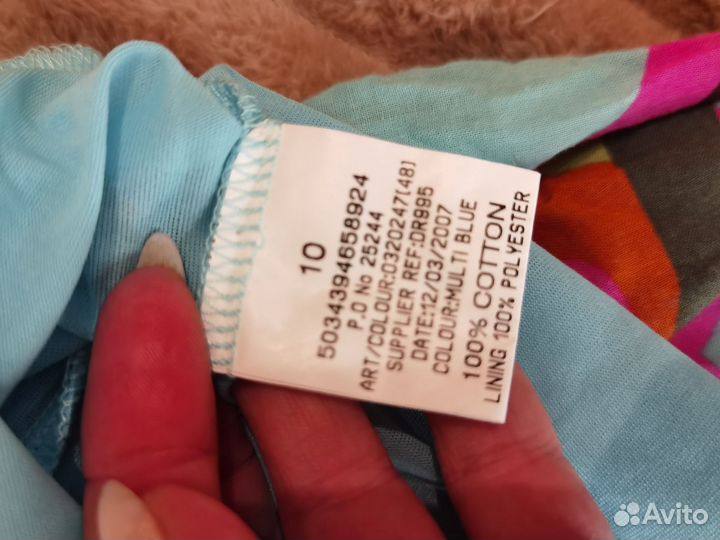 10
5034394658924
P.O No 25244
ART/COLOUR:0320247(48)
SUPPLIER REF:DR995
DATE:12/03/2007
COLOUR:MULTI BLUE
100% COTTON
LINING 100% POLYESTER
Avito